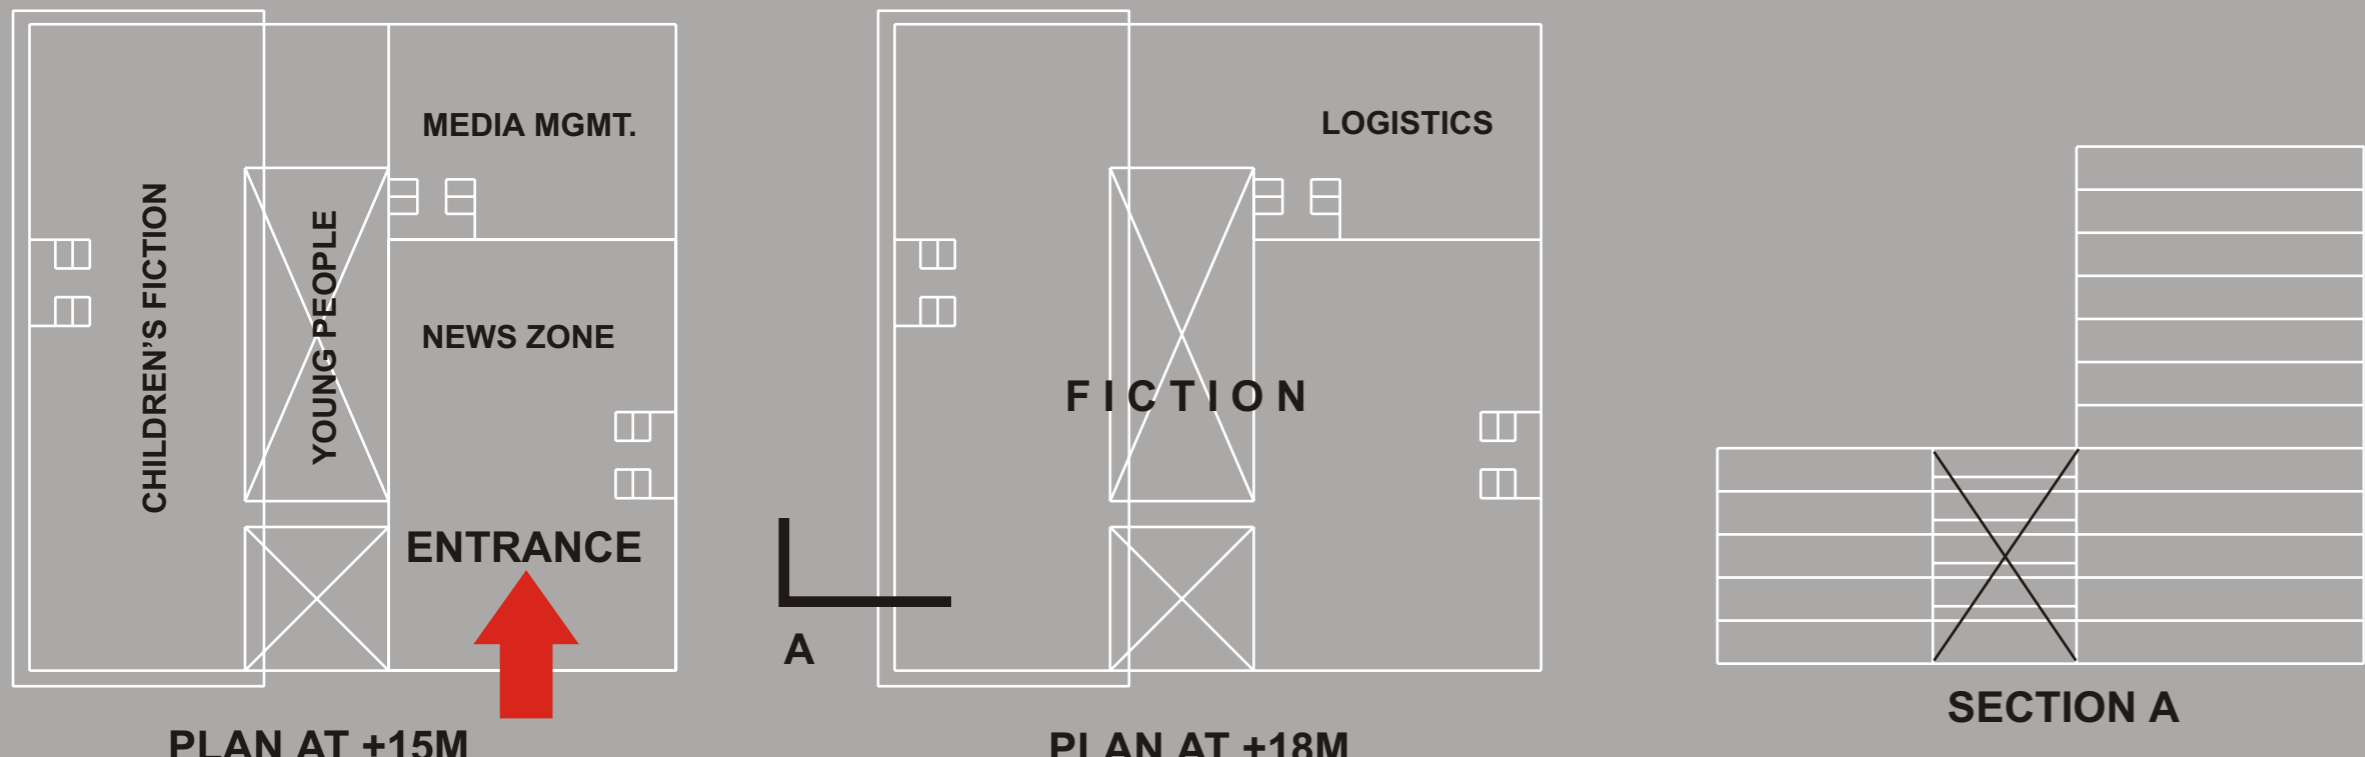 MEDIA MGMT.
CHILDREN'S FICTION
YOUNG PEOPLE
NEWS ZONE
ENTRANCE
PLAN AT +15M
LOGISTICS
FICTION
A
PLAN AT +18M
SECTION A